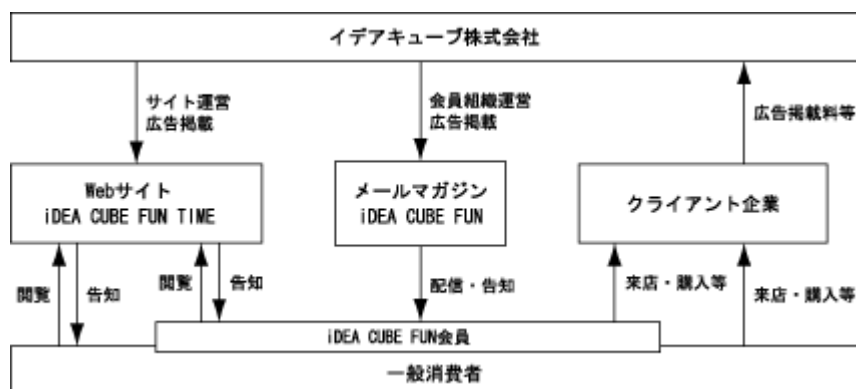 イデアキューブ株式会社
サイト運営
広告掲載
会員組織運営
広告掲載
広告掲載料等
Webサイト
iDEA CUBE FUN TIME
メールマガジン
iDEA CUBE FUN
クライアント企業
閲覧
告知
閲覧
告知
配信・告知
来店・購入等
来店・購入等
iDEA CUBE FUN会員
一般消費者